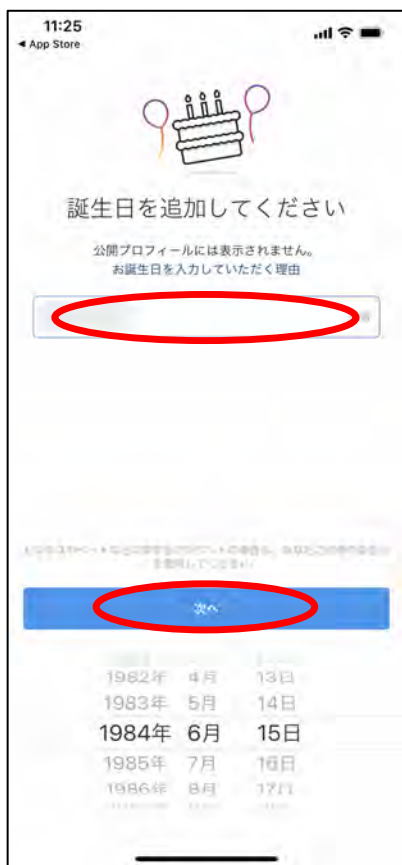 11:25
◀ App Store
誕生日を追加してください
公開プロフィールには表示されません。
お誕生日を入力していただく理由
次へ
1982年 4月 13日
1983年 5月 14日
1984年 6月 15日
1985年 7月 16日
1986年 8月 17日